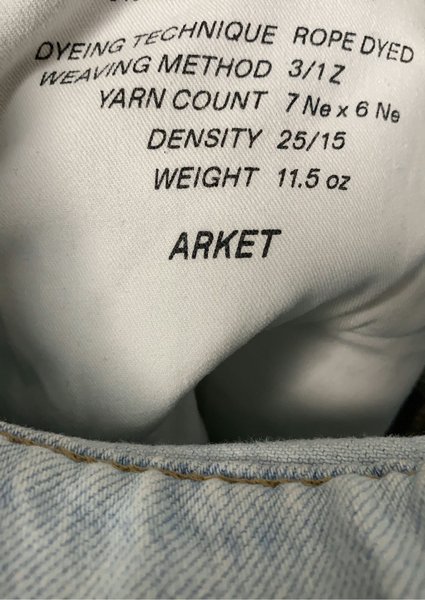 DYEING TECHNIQUE ROPE DYED
WEAVING METHOD 3/1 Z
YARN COUNT 7 Ne x 6 Ne
DENSITY 25/15
WEIGHT 11.5 oz
ARKET